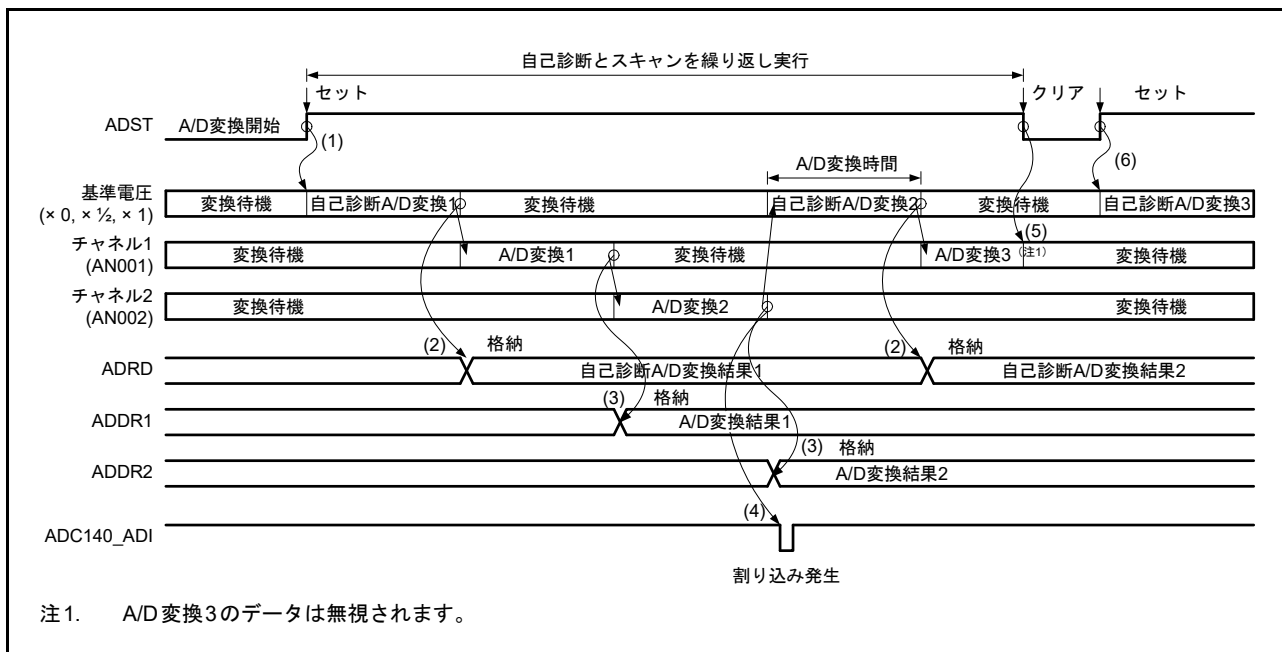 自己診断とスキャンを繰り返し実行
セット
クリア
セット
ADST
A/D変換開始
(1)
(6)
A/D変換時間
基準電圧
(× 0, × ½, × 1)
変換待機
自己診断A/D変換1
変換待機
自己診断A/D変換2
変換待機
自己診断A/D変換3
チャネル1
(AN001)
変換待機
A/D変換1
変換待機
A/D変換3
(5)
(注1)
変換待機
チャネル2
(AN002)
変換待機
A/D変換2
変換待機
ADRD
(2)
格納
自己診断A/D変換結果1
(2)
格納
自己診断A/D変換結果2
ADDR1
(3)
格納
A/D変換結果1
ADDR2
(3)
格納
A/D変換結果2
ADC140_ADI
(4)
割り込み発生
注1. A/D変換3のデータは無視されます。